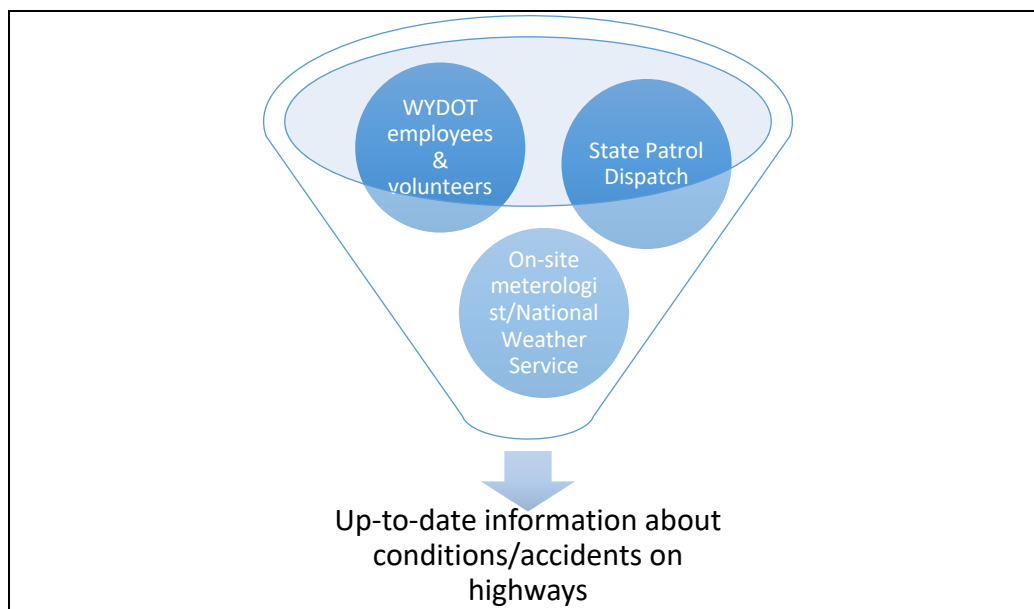 WYDOT
employees
&
volunteers
State Patrol
Dispatch
On-site
meterologi
st/National
Weather
Service
Up-to-date information about
conditions/accidents on
highways